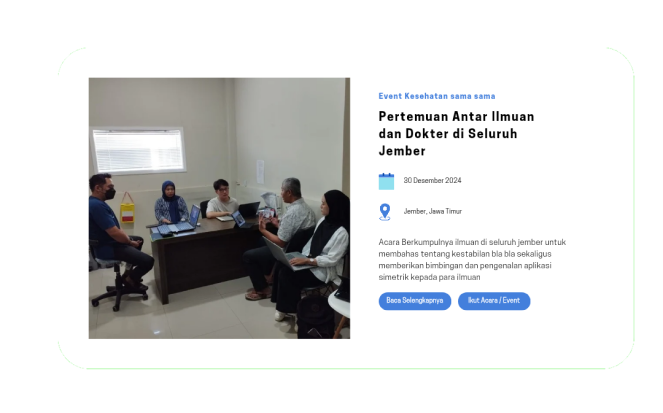 Event Kesehatan sama sama
Pertemuan Antar Ilmuan
dan Dokter di Seluruh
Jember
30 Desember 2024
Jember, Jawa Timur
Acara Berkumpulnya ilmuan di seluruh jember untuk
membahas tentang kestabilan bla bla sekaligus
memberikan bimbingan dan pengenalan aplikasi
simetrik kepada para ilmuan
Baca Selengkapnya
Ikut Acara / Event